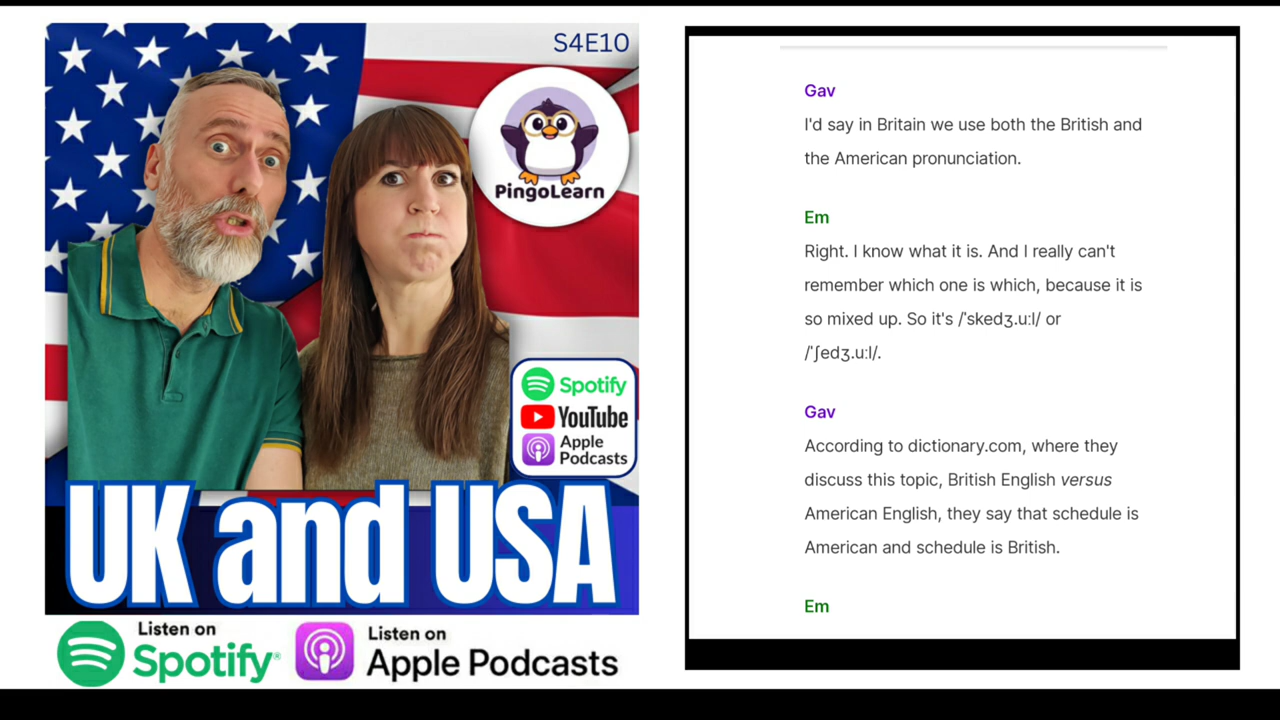 S4E10
PingoLearn
Spotify
YouTube
Apple
Podcasts
UK and USA
Listen on
Spotify
Listen on
Apple Podcasts
Gav
I'd say in Britain we use both the British and
the American pronunciation.
Em
Right. I know what it is. And I really can't
remember which one is which, because it is
so mixed up. So it's /ˈskedʒ.uːl/ or
/ˈʃedʒ.uːl/.
Gav
According to dictionary.com, where they
discuss this topic, British English versus
American English, they say that schedule is
American and schedule is British.
Em